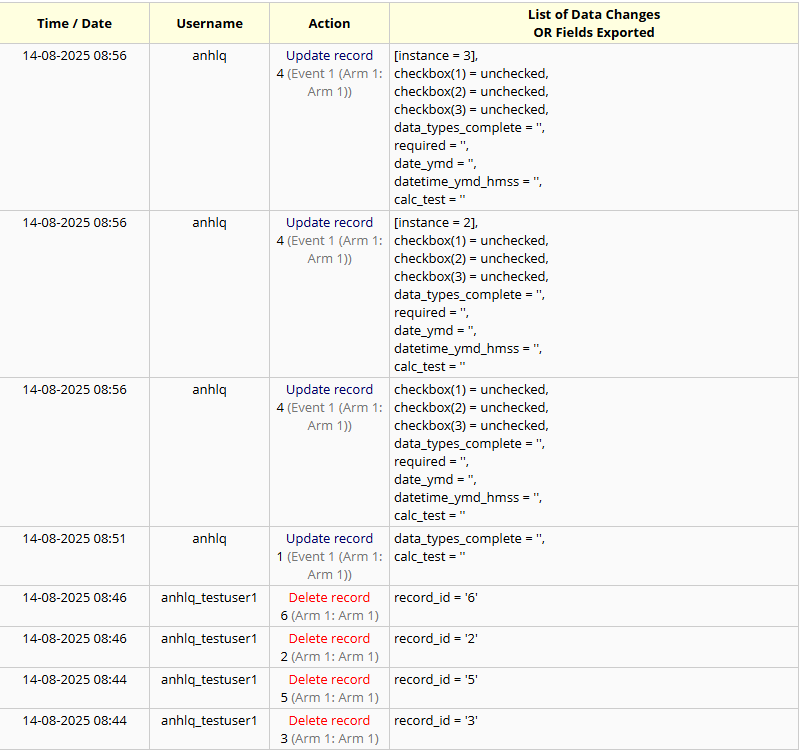 Time / Date Username Action List of Data Changes
OR Fields Exported
14-08-2025 08:56 anhlq Update record [instance = 3],
4 (Event 1 (Arm 1: checkbox(1) = unchecked,
Arm 1)) checkbox(2) = unchecked,
checkbox(3) = unchecked,
data_types_complete = '',
required = '',
date_ymd = '',
datetime_ymd_hmss = '',
calc_test = ''
14-08-2025 08:56 anhlq Update record [instance = 2],
4 (Event 1 (Arm 1: checkbox(1) = unchecked,
Arm 1)) checkbox(2) = unchecked,
checkbox(3) = unchecked,
data_types_complete = '',
required = '',
date_ymd = '',
datetime_ymd_hmss = '',
calc_test = ''
14-08-2025 08:56 anhlq Update record checkbox(1) = unchecked,
4 (Event 1 (Arm 1: checkbox(2) = unchecked,
Arm 1)) checkbox(3) = unchecked,
data_types_complete = '',
required = '',
date_ymd = '',
datetime_ymd_hmss = '',
calc_test = ''
14-08-2025 08:51 anhlq Update record data_types_complete = '',
1 (Event 1 (Arm 1: calc_test = ''
Arm 1))
14-08-2025 08:46 anhlq_testuser1 Delete record record_id = '6'
6 (Arm 1: Arm 1)
14-08-2025 08:46 anhlq_testuser1 Delete record record_id = '2'
2 (Arm 1: Arm 1)
14-08-2025 08:44 anhlq_testuser1 Delete record record_id = '5'
5 (Arm 1: Arm 1)
14-08-2025 08:44 anhlq_testuser1 Delete record record_id = '3'
3 (Arm 1: Arm 1)